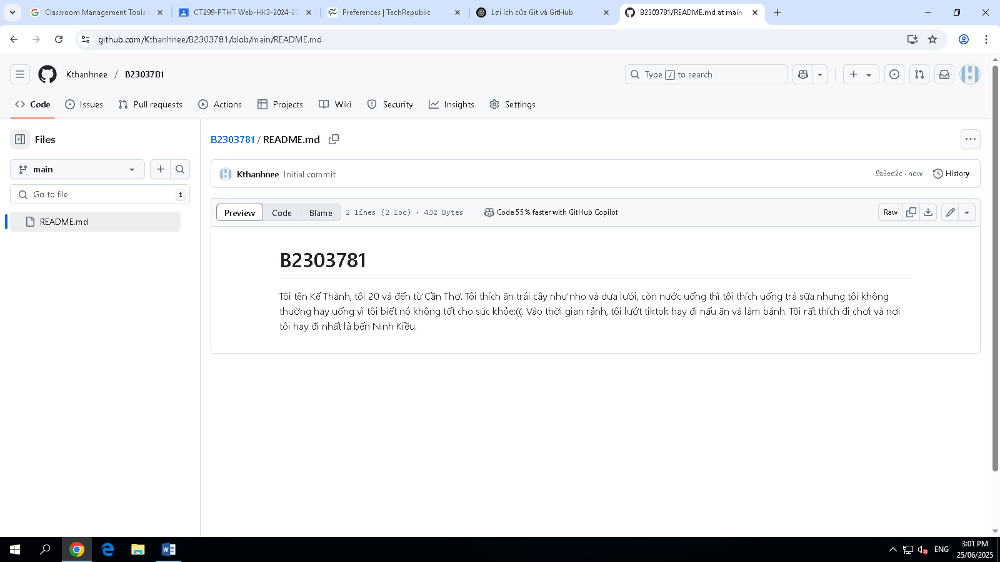 Classroom Management Tools
CT299-PTHT Web-HK3-2024-20
Preferences | TechRepublic
Lợi ích của Git và GitHub
B2303781/README.md at main
github.com/Kthanhnee/B2303781/blob/main/README.md
Kthanhnee / B2303781
Type / to search
Code
Issues
Pull requests
Actions
Projects
Wiki
Security
Insights
Settings
Files
main
Go to file
t
README.md
B2303781 / README.md
Kthanhnee Initial commit
9a3ed2c · now
History
Preview
Code
Blame
2 lines (2 loc) · 432 Bytes
Code 55% faster with GitHub Copilot
Raw
B2303781
Tôi tên Kế Thành, tôi 20 và đến từ Cần Thơ. Tôi thích ăn trái cây như nho và dưa lưới, còn nước uống thì tôi thích uống trà sữa nhưng tôi không
thường hay uống vì tôi biết nó không tốt cho sức khỏe:((. Vào thời gian rảnh, tôi lướt tiktok hay đi nấu ăn và làm bánh. Tôi rất thích đi chơi và nơi
tôi hay đi nhất là bến Ninh Kiều.
ENG
3:01 PM
25/06/2025